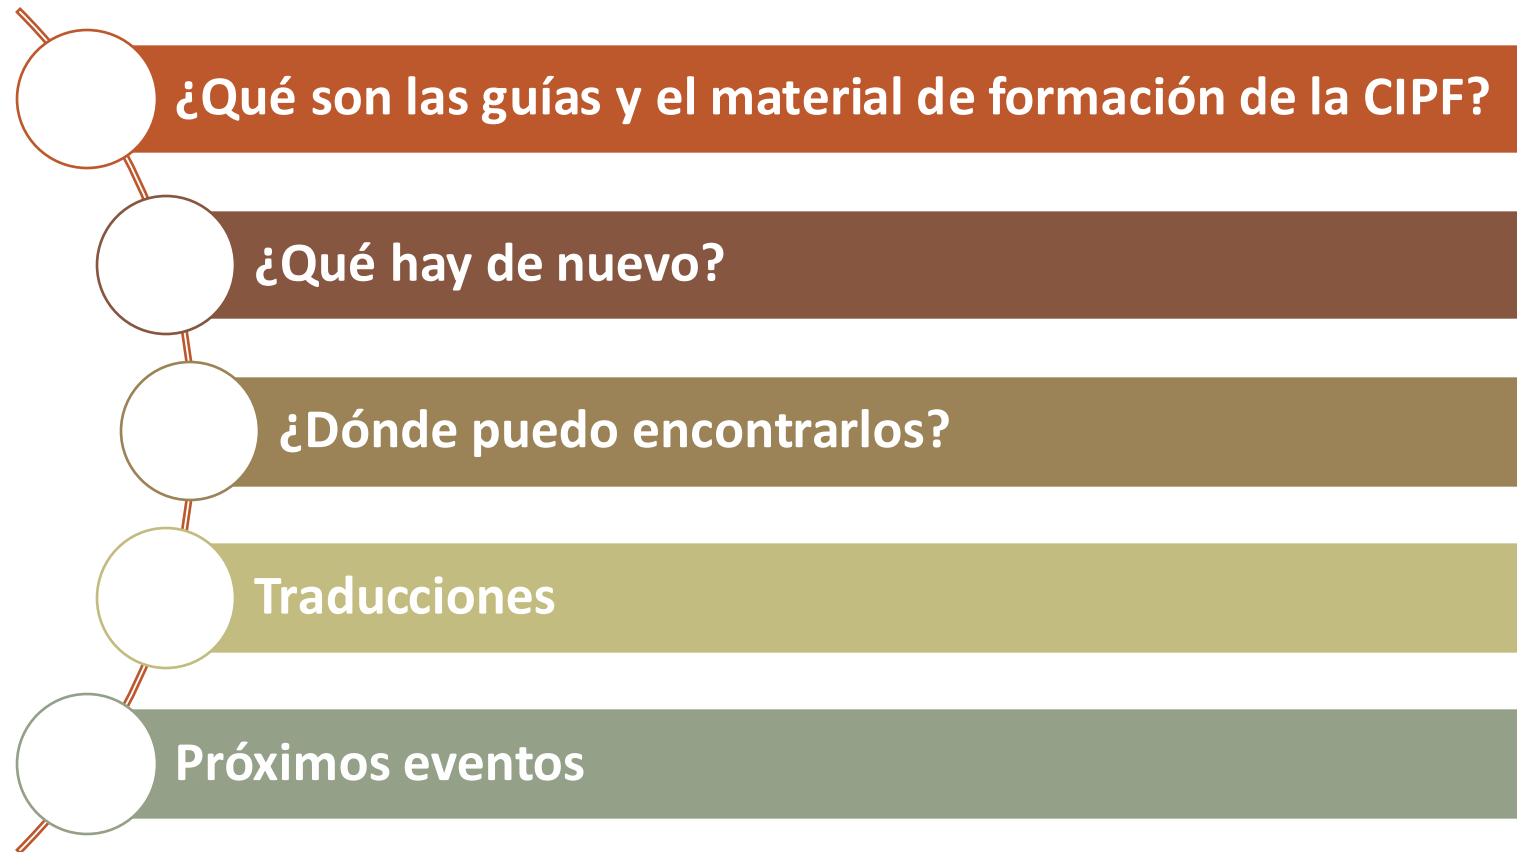 ¿Qué son las guías y el material de formación de la CIPF?
¿Qué hay de nuevo?
¿Dónde puedo encontrarlos?
Traducciones
Próximos eventos